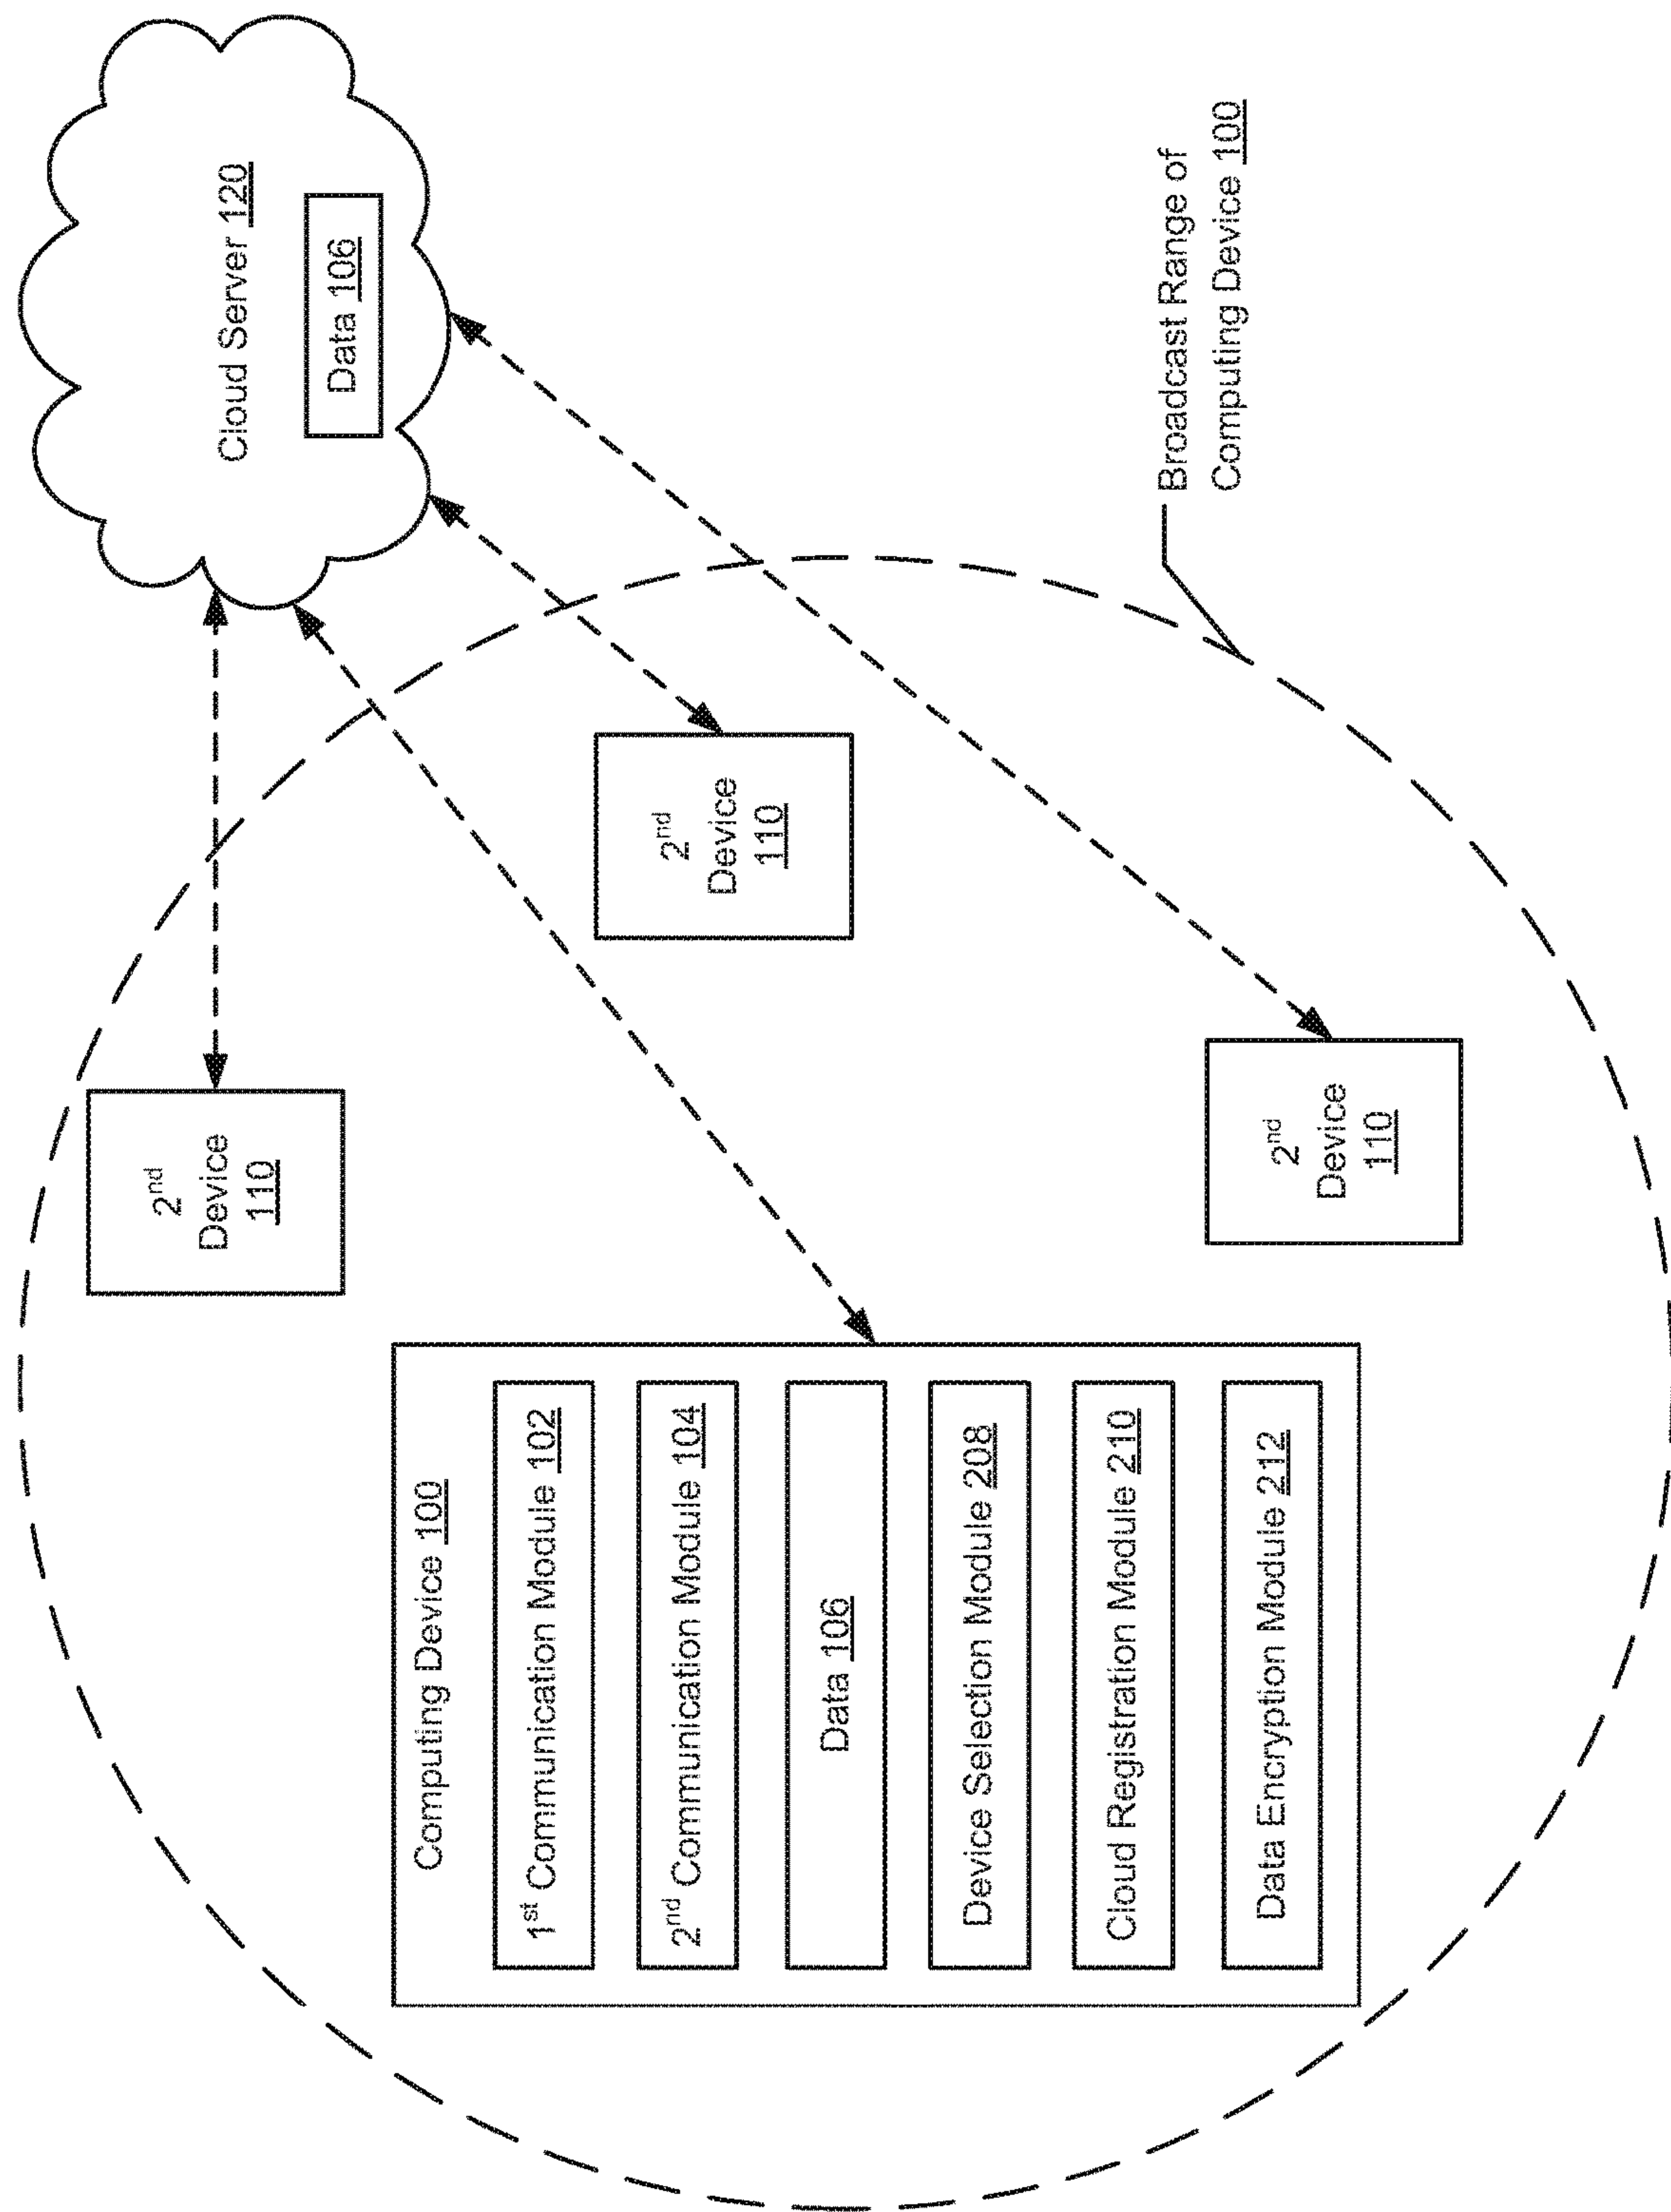 Cloud Server 120
Data 106
2nd
Device
110
2nd
Device
110
2nd
Device
110
Computing Device 100
1st Communication Module 102
2nd Communication Module 104
Data 106
Device Selection Module 208
Cloud Registration Module 210
Data Encryption Module 212
Broadcast Range of
Computing Device 100